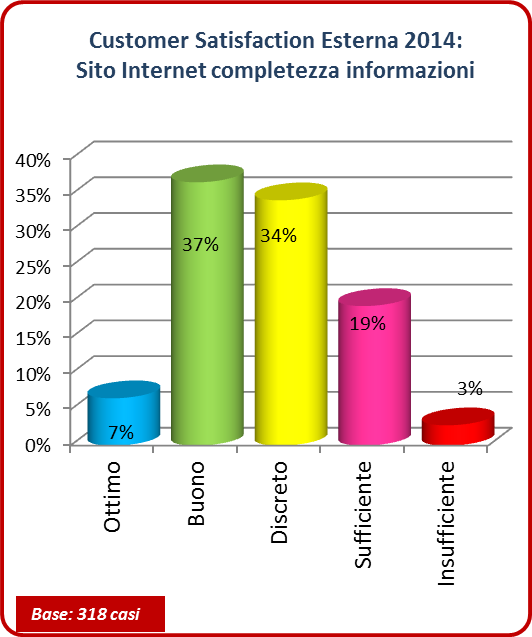 Customer Satisfaction Esterna 2014:
Sito Internet completezza informazioni
40%
35%
30%
25%
20%
15%
10%
5%
0%
7%
37%
34%
19%
3%
Ottimo
Buono
Discreto
Sufficiente
Insufficiente
Base: 318 casi